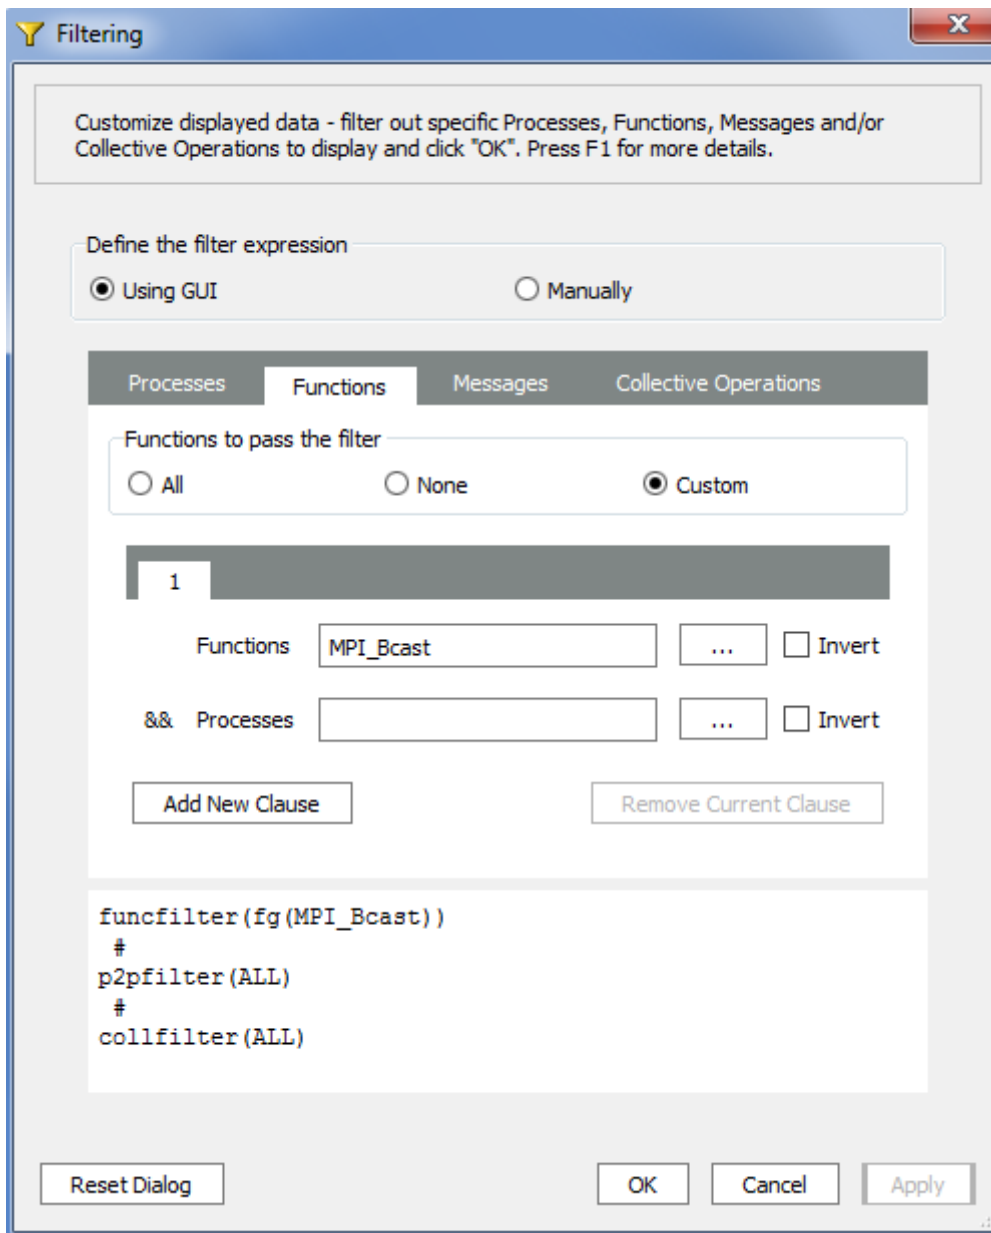 Filtering
Customize displayed data - filter out specific Processes, Functions, Messages and/or
Collective Operations to display and click "OK". Press F1 for more details.
Define the filter expression
Using GUI Manually
Processes Functions Messages Collective Operations
Functions to pass the filter
All None Custom
1
Functions MPI_Bcast ... Invert
&& Processes ... Invert
Add New Clause Remove Current Clause
funcfilter(fg(MPI_Bcast))
#
p2pfilter(ALL)
#
collfilter(ALL)
Reset Dialog OK Cancel Apply